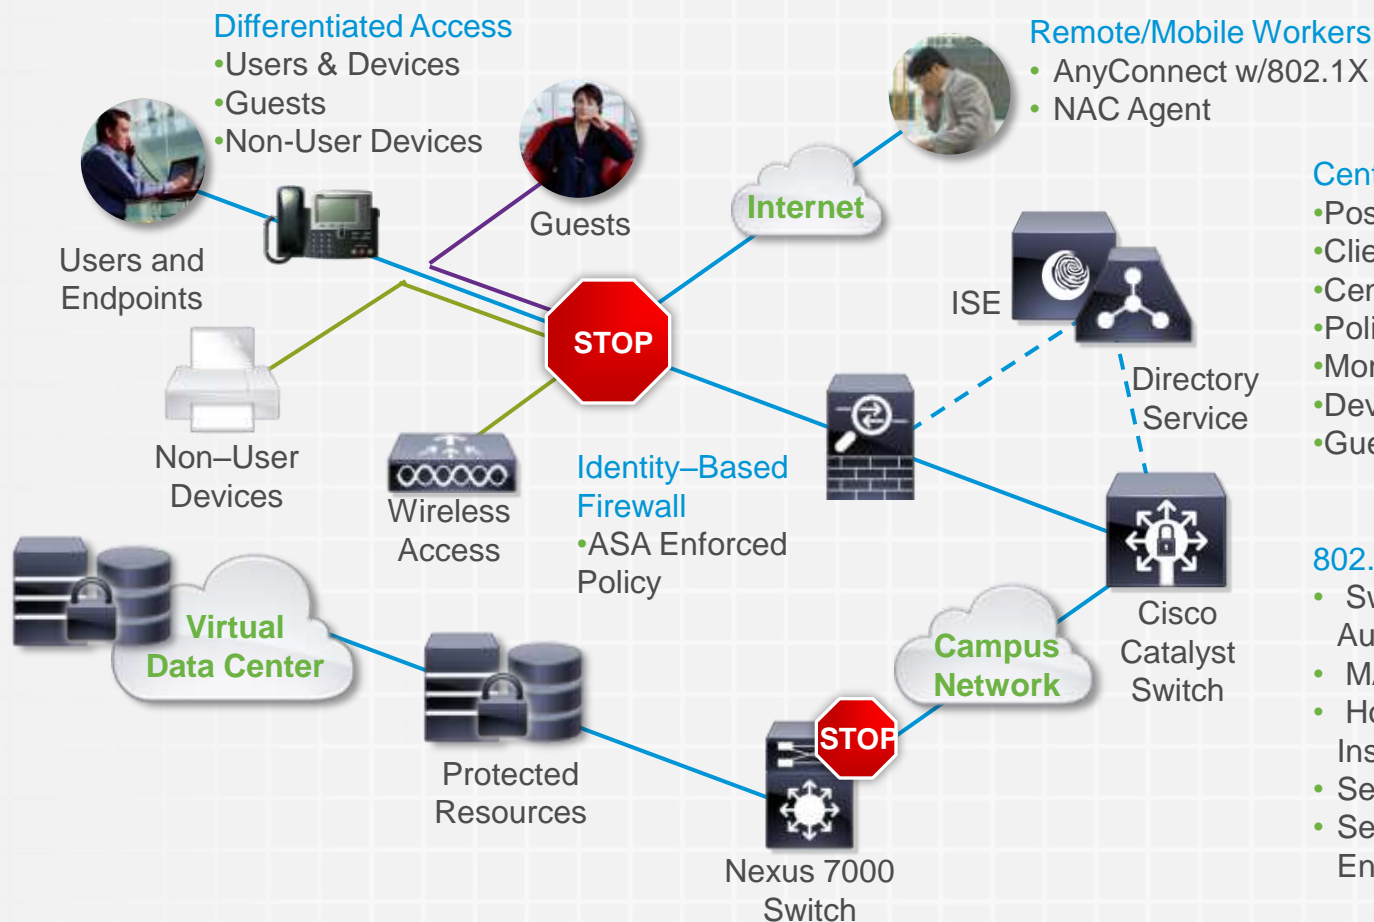 Differentiated Access
•Users & Devices
•Guests
•Non-User Devices
Remote/Mobile Workers
• AnyConnect w/802.1X
• NAC Agent
Guests
Internet
Users and
Endpoints
ISE
STOP
Directory
Service
Non–User
Devices
Wireless
Access
Identity–Based
Firewall
•ASA Enforced
Policy
Virtual
Data Center
Campus
Network
Cisco
Catalyst
Switch
STOP
Protected
Resources
Nexus 7000
Switch